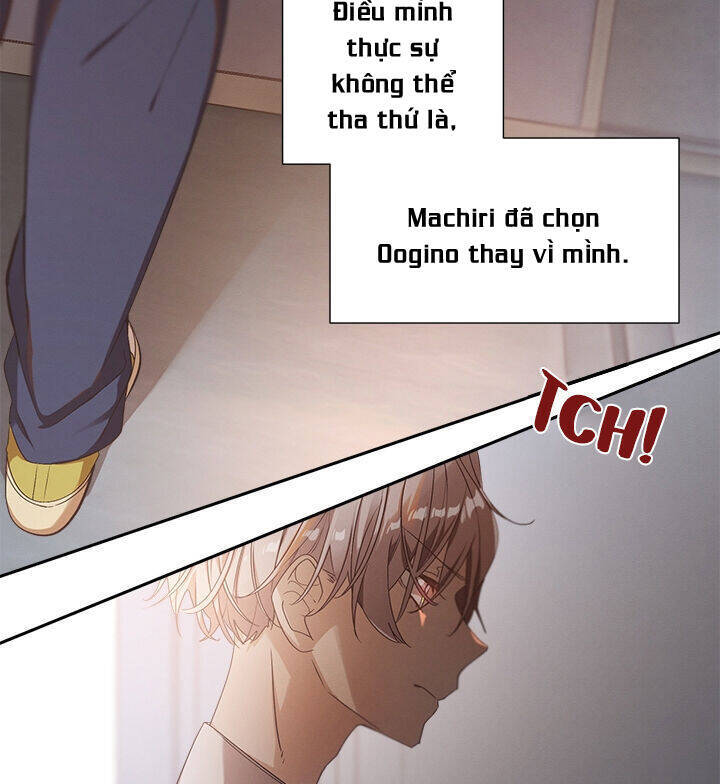 Điều mình
thực sự
không thể
tha thứ là,
Machiri đã chọn
Oogino thay vì mình.
TCH!